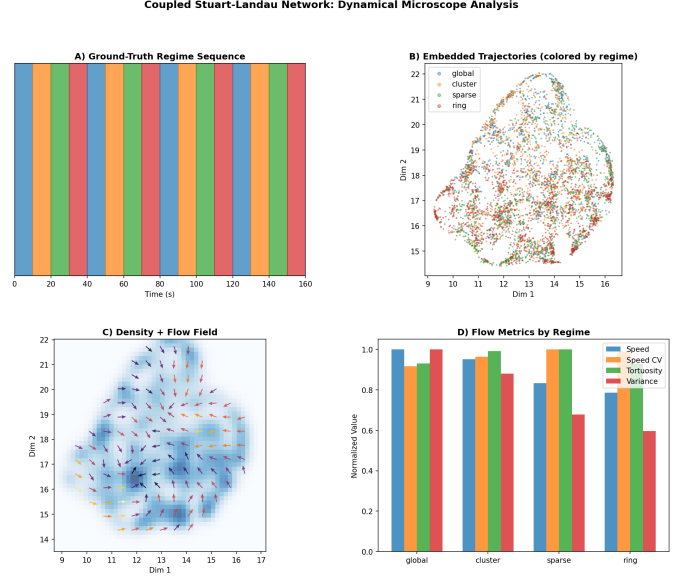 Coupled Stuart-Landau Network: Dynamical Microscope Analysis
A) Ground-Truth Regime Sequence
0 20 40 60 80 100 120 140 160
Time (s)
B) Embedded Trajectories (colored by regime)
global
cluster
sparse
ring
22
21
20
19
18
17
16
15
Dim 2
9 10 11 12 13 14 15 16
Dim 1
C) Density + Flow Field
22
21
20
19
18
17
16
15
14
Dim 2
9 10 11 12 13 14 15 16 17
Dim 1
D) Flow Metrics by Regime
Speed
Speed CV
Tortuosity
Variance
1.0
0.8
0.6
0.4
0.2
0.0
Normalized Value
global cluster sparse ring